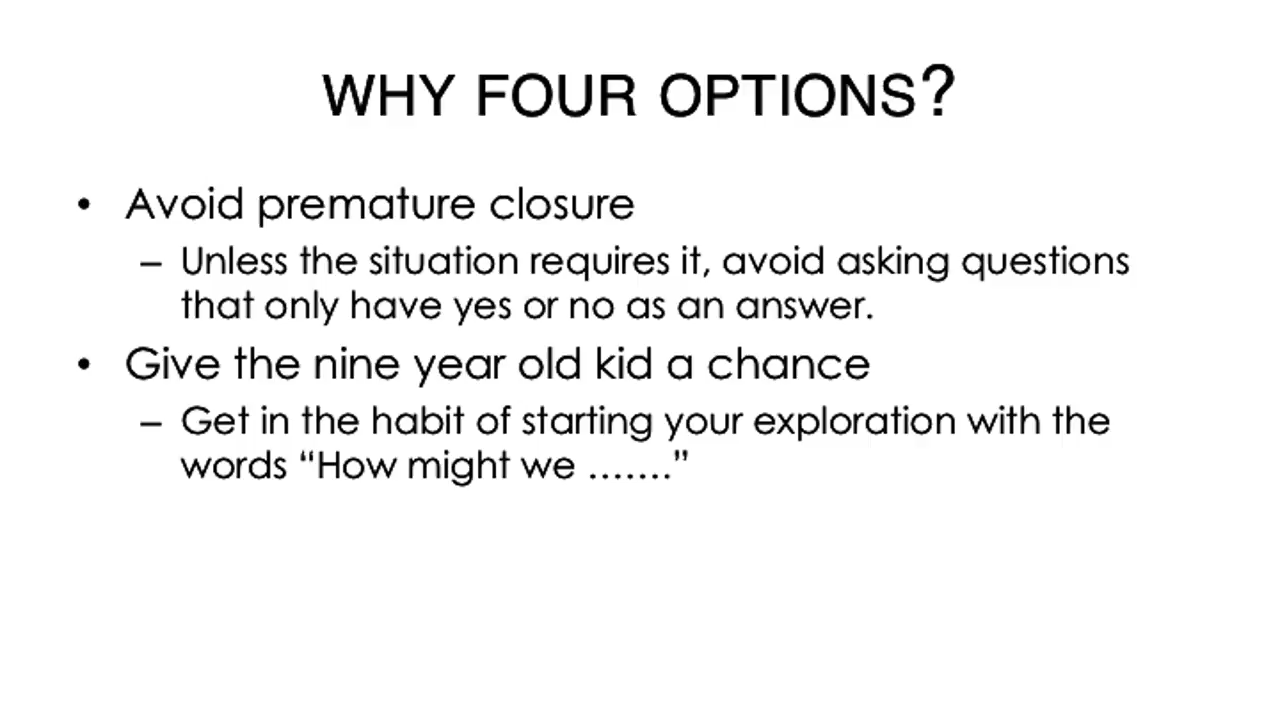 WHY FOUR OPTIONS?
• Avoid premature closure
– Unless the situation requires it, avoid asking questions
that only have yes or no as an answer.
• Give the nine year old kid a chance
– Get in the habit of starting your exploration with the
words “How might we …….”